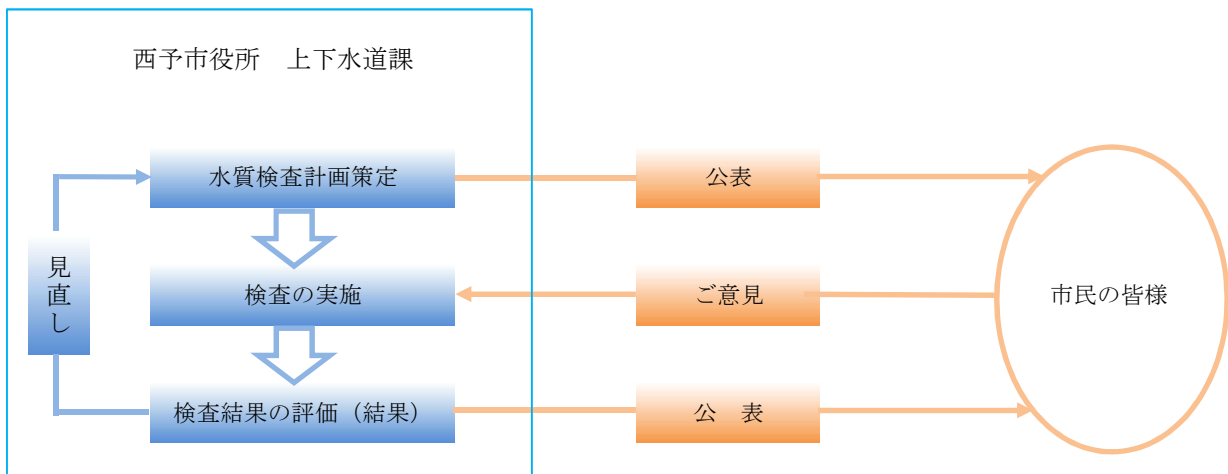 西予市役所　上下水道課
水質検査計画策定
公表
見直し
検査の実施
ご意見
市民の皆様
検査結果の評価（結果）
公　表